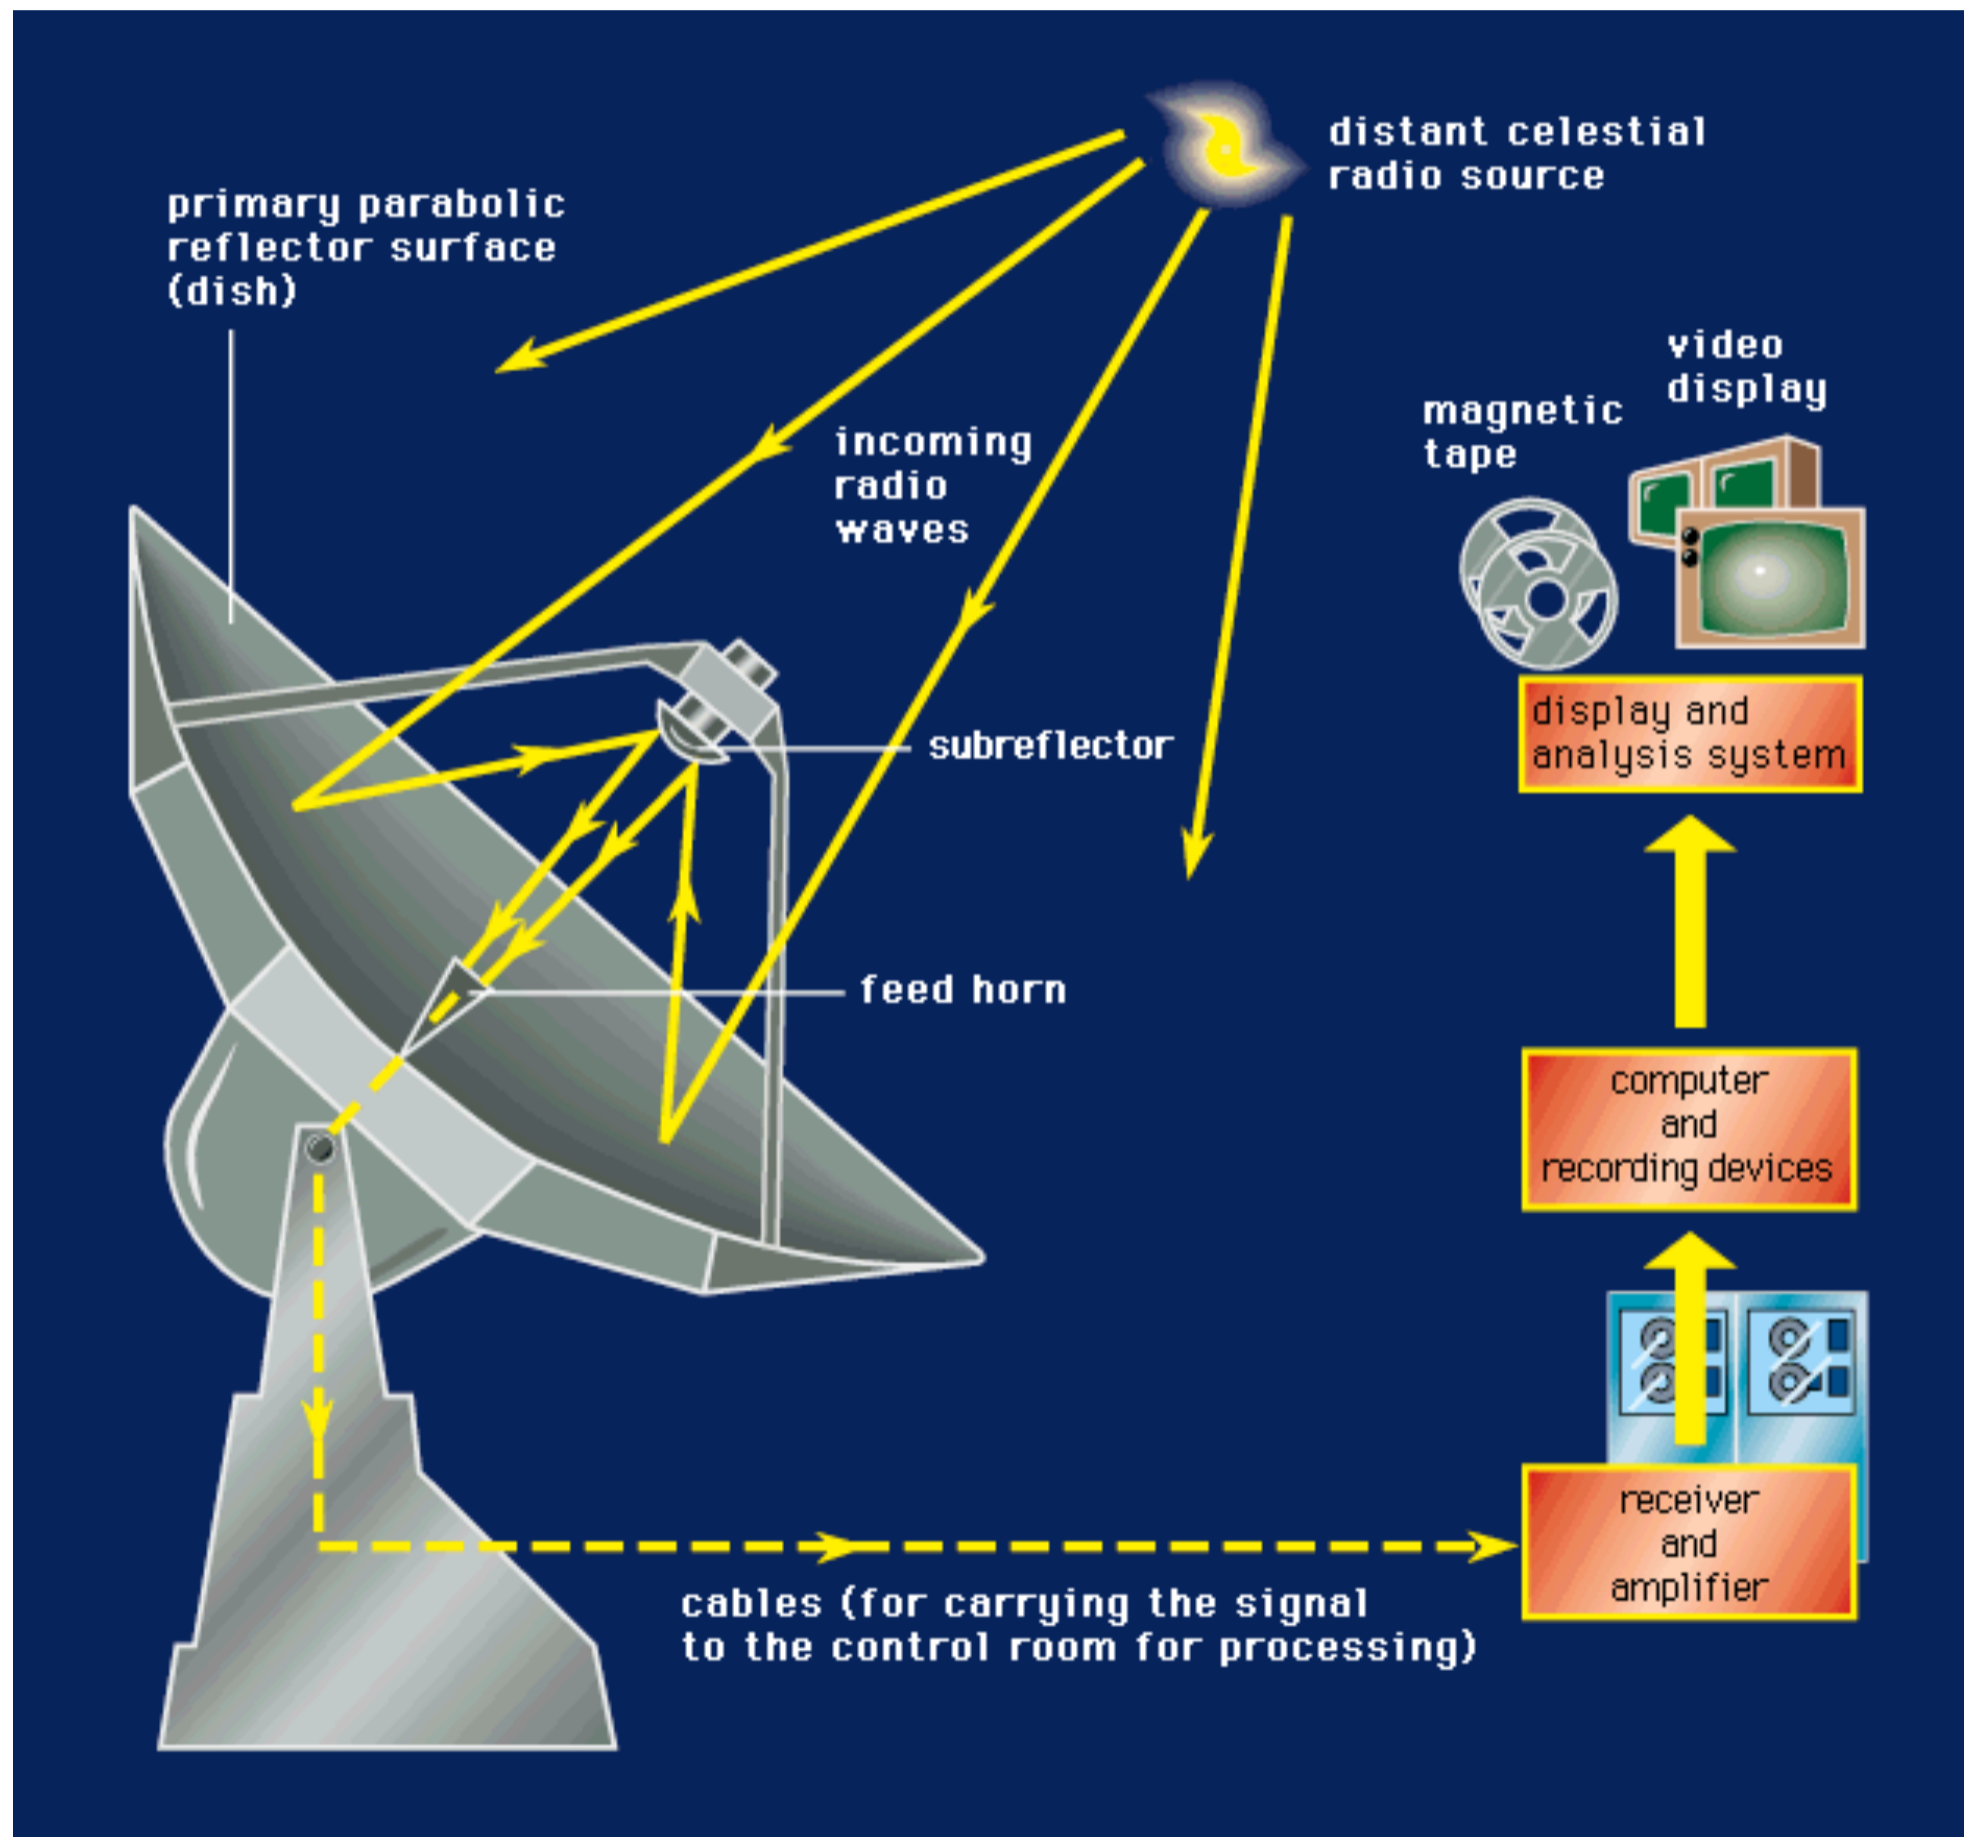 distant celestial
radio source
primary parabolic
reflector surface
(dish)
video
display
magnetic
tape
incoming
radio
waves
display and
analysis system
subreflector
feed horn
computer
and
recording devices
receiver
and
amplifier
cables (for carrying the signal
to the control room for processing)